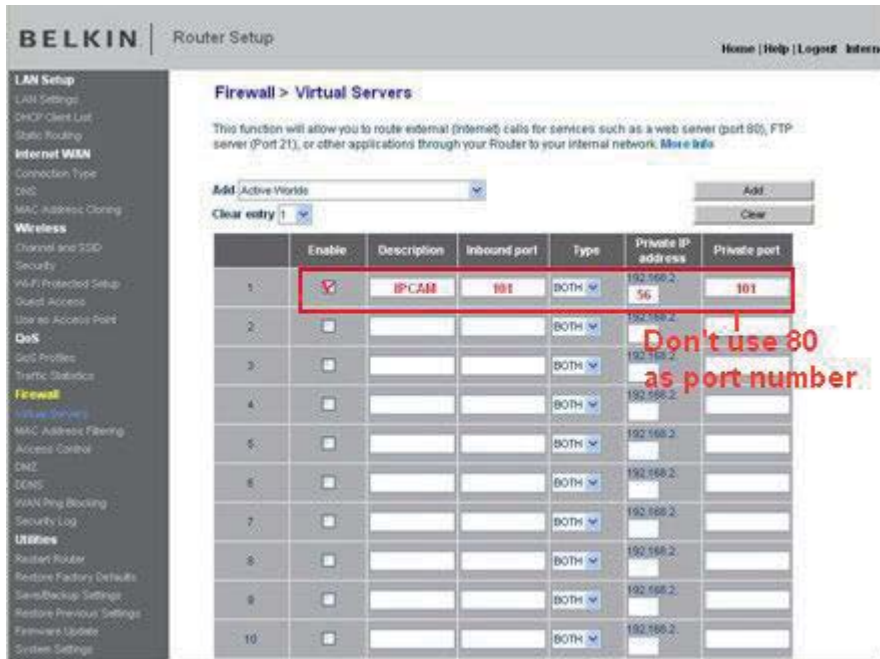 BELKIN
Router Setup
Home | Help | Logout Intern
LAN Setup
LAN Settings
DHCP Client List
Static Routing
Internet WAN
Connection Type
DNS
MAC Address Cloning
Wireless
Channel and SSID
Security
Wi-Fi Protected Setup
Guest Access
Use as Access Point
QoS
QoS Profiles
Traffic Statistics
Firewall
Virtual Servers
MAC Address Filtering
Access Control
DMZ
DDNS
WAN Ping Blocking
Security Log
Utilities
Restart Router
Restore Factory Defaults
Save/Backup Settings
Restore Previous Settings
Firmware Update
System Settings
Firewall > Virtual Servers
This function will allow you to route external (Internet) calls for services such as a web server (port 80), FTP
server (Port 21), or other applications through your Router to your internal network. More Info
Add Active Worlds Add
Clear entry 1 Clear
Enable Description Inbound port Type Private IP address Private port
1 IPCAM 101 BOTH 192.168.2. 56 101
2 BOTH 192.168.2.
Don't use 80
as port number
3 BOTH 192.168.2.
4 BOTH 192.168.2.
5 BOTH 192.168.2.
6 BOTH 192.168.2.
7 BOTH 192.168.2.
8 BOTH 192.168.2.
9 BOTH 192.168.2.
10 BOTH 192.168.2.